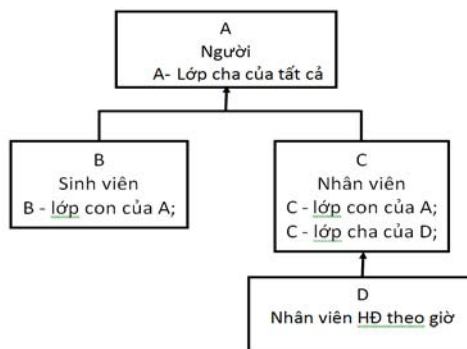 A
Người
A- Lớp cha của tất cả
B
Sinh viên
B - lớp con của A;
C
Nhân viên
C - lớp con của A;
C - lớp cha của D;
D
Nhân viên HĐ theo giờ